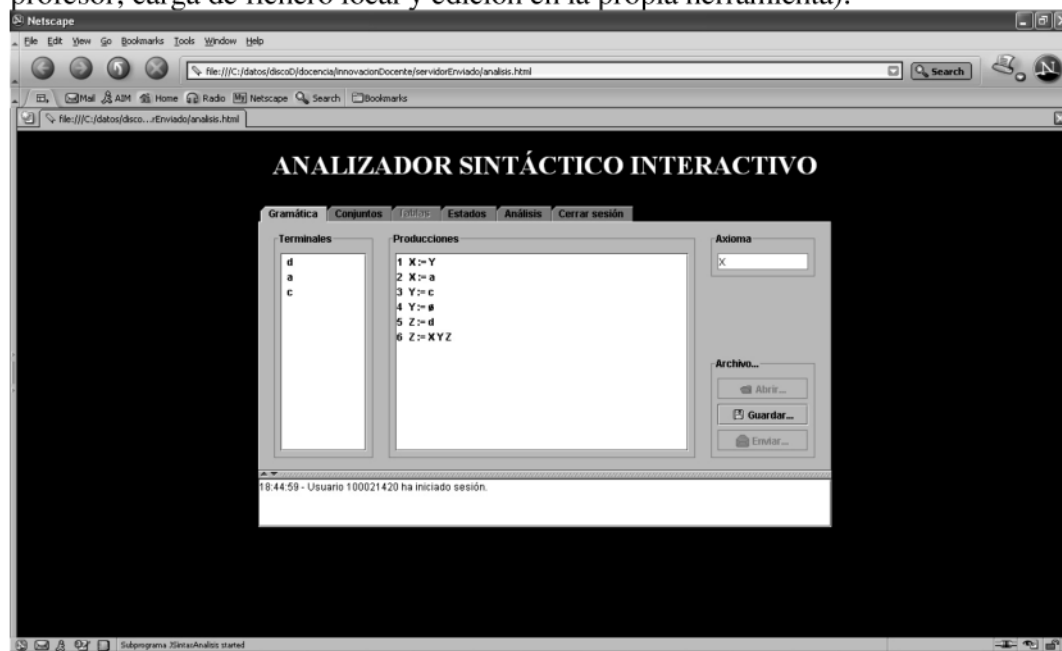 profesor, carga de fichero local y edición en la propia herramienta).
Netscape
File Edit View Go Bookmarks Tools Window Help
file:///C:/datos/discoD/docencia/innovacionDocente/servidorEnviado/analisis.html
Search
Mail AIM Home Radio Netscape Search Bookmarks
file:///C:/datos/disco...rEnviado/analisis.html
ANALIZADOR SINTÁCTICO INTERACTIVO
Gramática Conjuntos Tablas Estados Análisis Cerrar sesión
Terminales
d
a
c
Producciones
1 X:=Y
2 X:=a
3 Y:=c
4 Y:=ø
5 Z:=d
6 Z:=XYZ
Axioma
X
Archivo...
Abrir...
Guardar...
Enviar...
18:44:59 - Usuario 100021420 ha iniciado sesión.
Subprograma JSintasAnalisis started